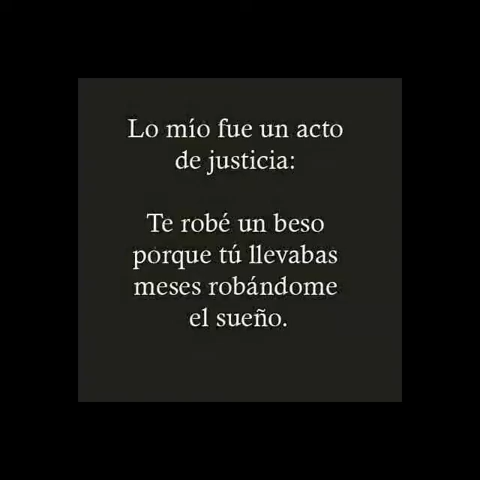 Lo mío fue un acto
de justicia:
Te robé un beso
porque tú llevabas
meses robándome
el sueño.